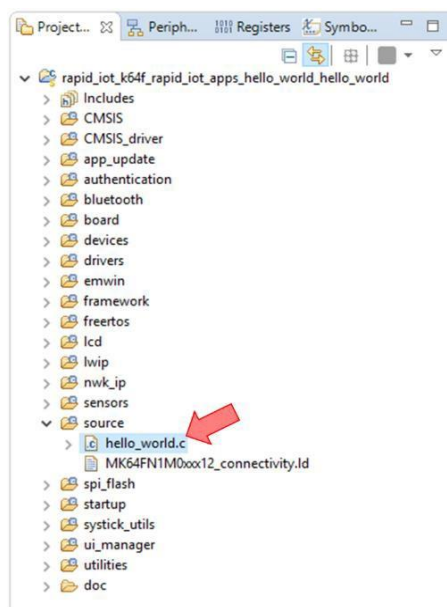 Project... Periph... Registers Symbo...
rapid_iot_k64f_rapid_iot_apps_hello_world_hello_world
Includes
CMSIS
CMSIS_driver
app_update
authentication
bluetooth
board
devices
drivers
emwin
framework
freertos
lcd
lwip
nwk_ip
sensors
source
hello_world.c
MK64FN1M0xxx12_connectivity.ld
spi_flash
startup
systick_utils
ui_manager
utilities
doc